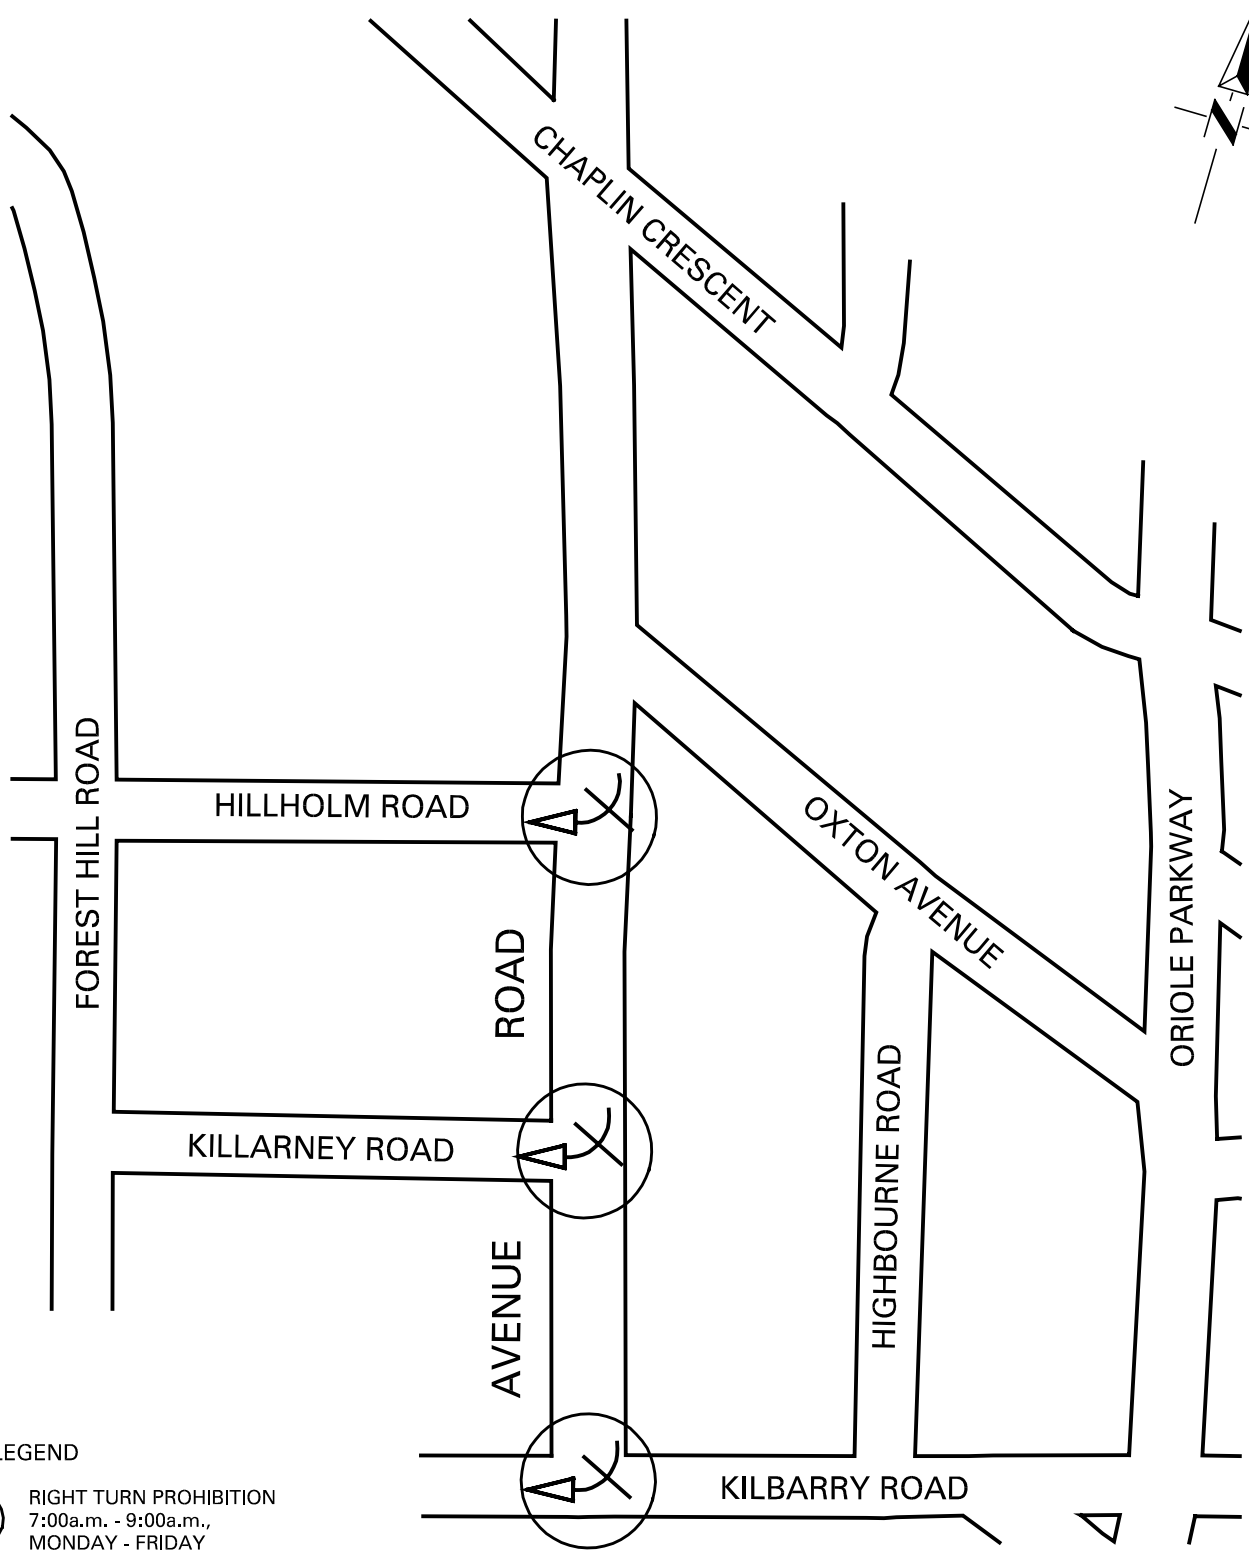 N
CHAPLIN CRESCENT
FOREST HILL ROAD
HILLHOLM ROAD
OXTON AVENUE
ORIOLE PARKWAY
ROAD
KILLARNEY ROAD
HIGHBOURNE ROAD
AVENUE
KILBARRY ROAD
LEGEND
RIGHT TURN PROHIBITION
7:00a.m. - 9:00a.m.,
MONDAY - FRIDAY